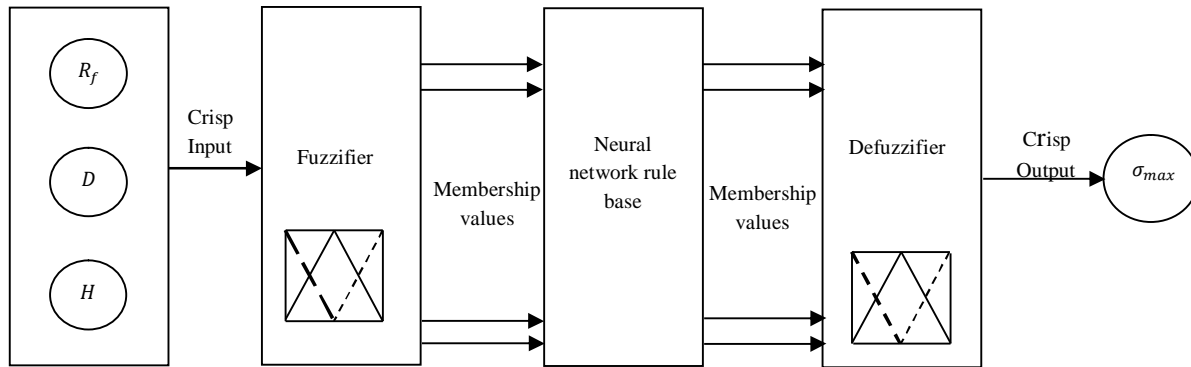 R_f
D
H
Crisp
Input
Fuzzifier
Membership
values
Neural
network rule
base
Membership
values
Defuzzifier
Crisp
Output
σ_max